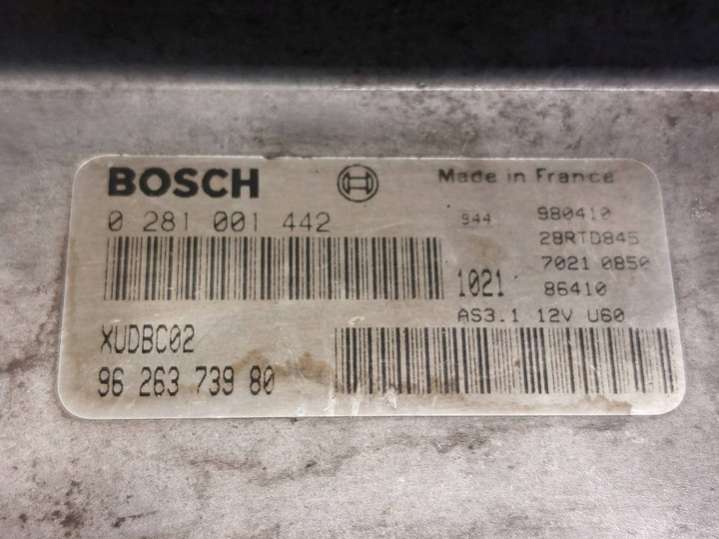 BOSCH
Made in France
0 281 001 442
944 980410
28RTD845
7021 0850
1021 86410
AS3.1 12V U60
XUDBC02
96 263 739 80